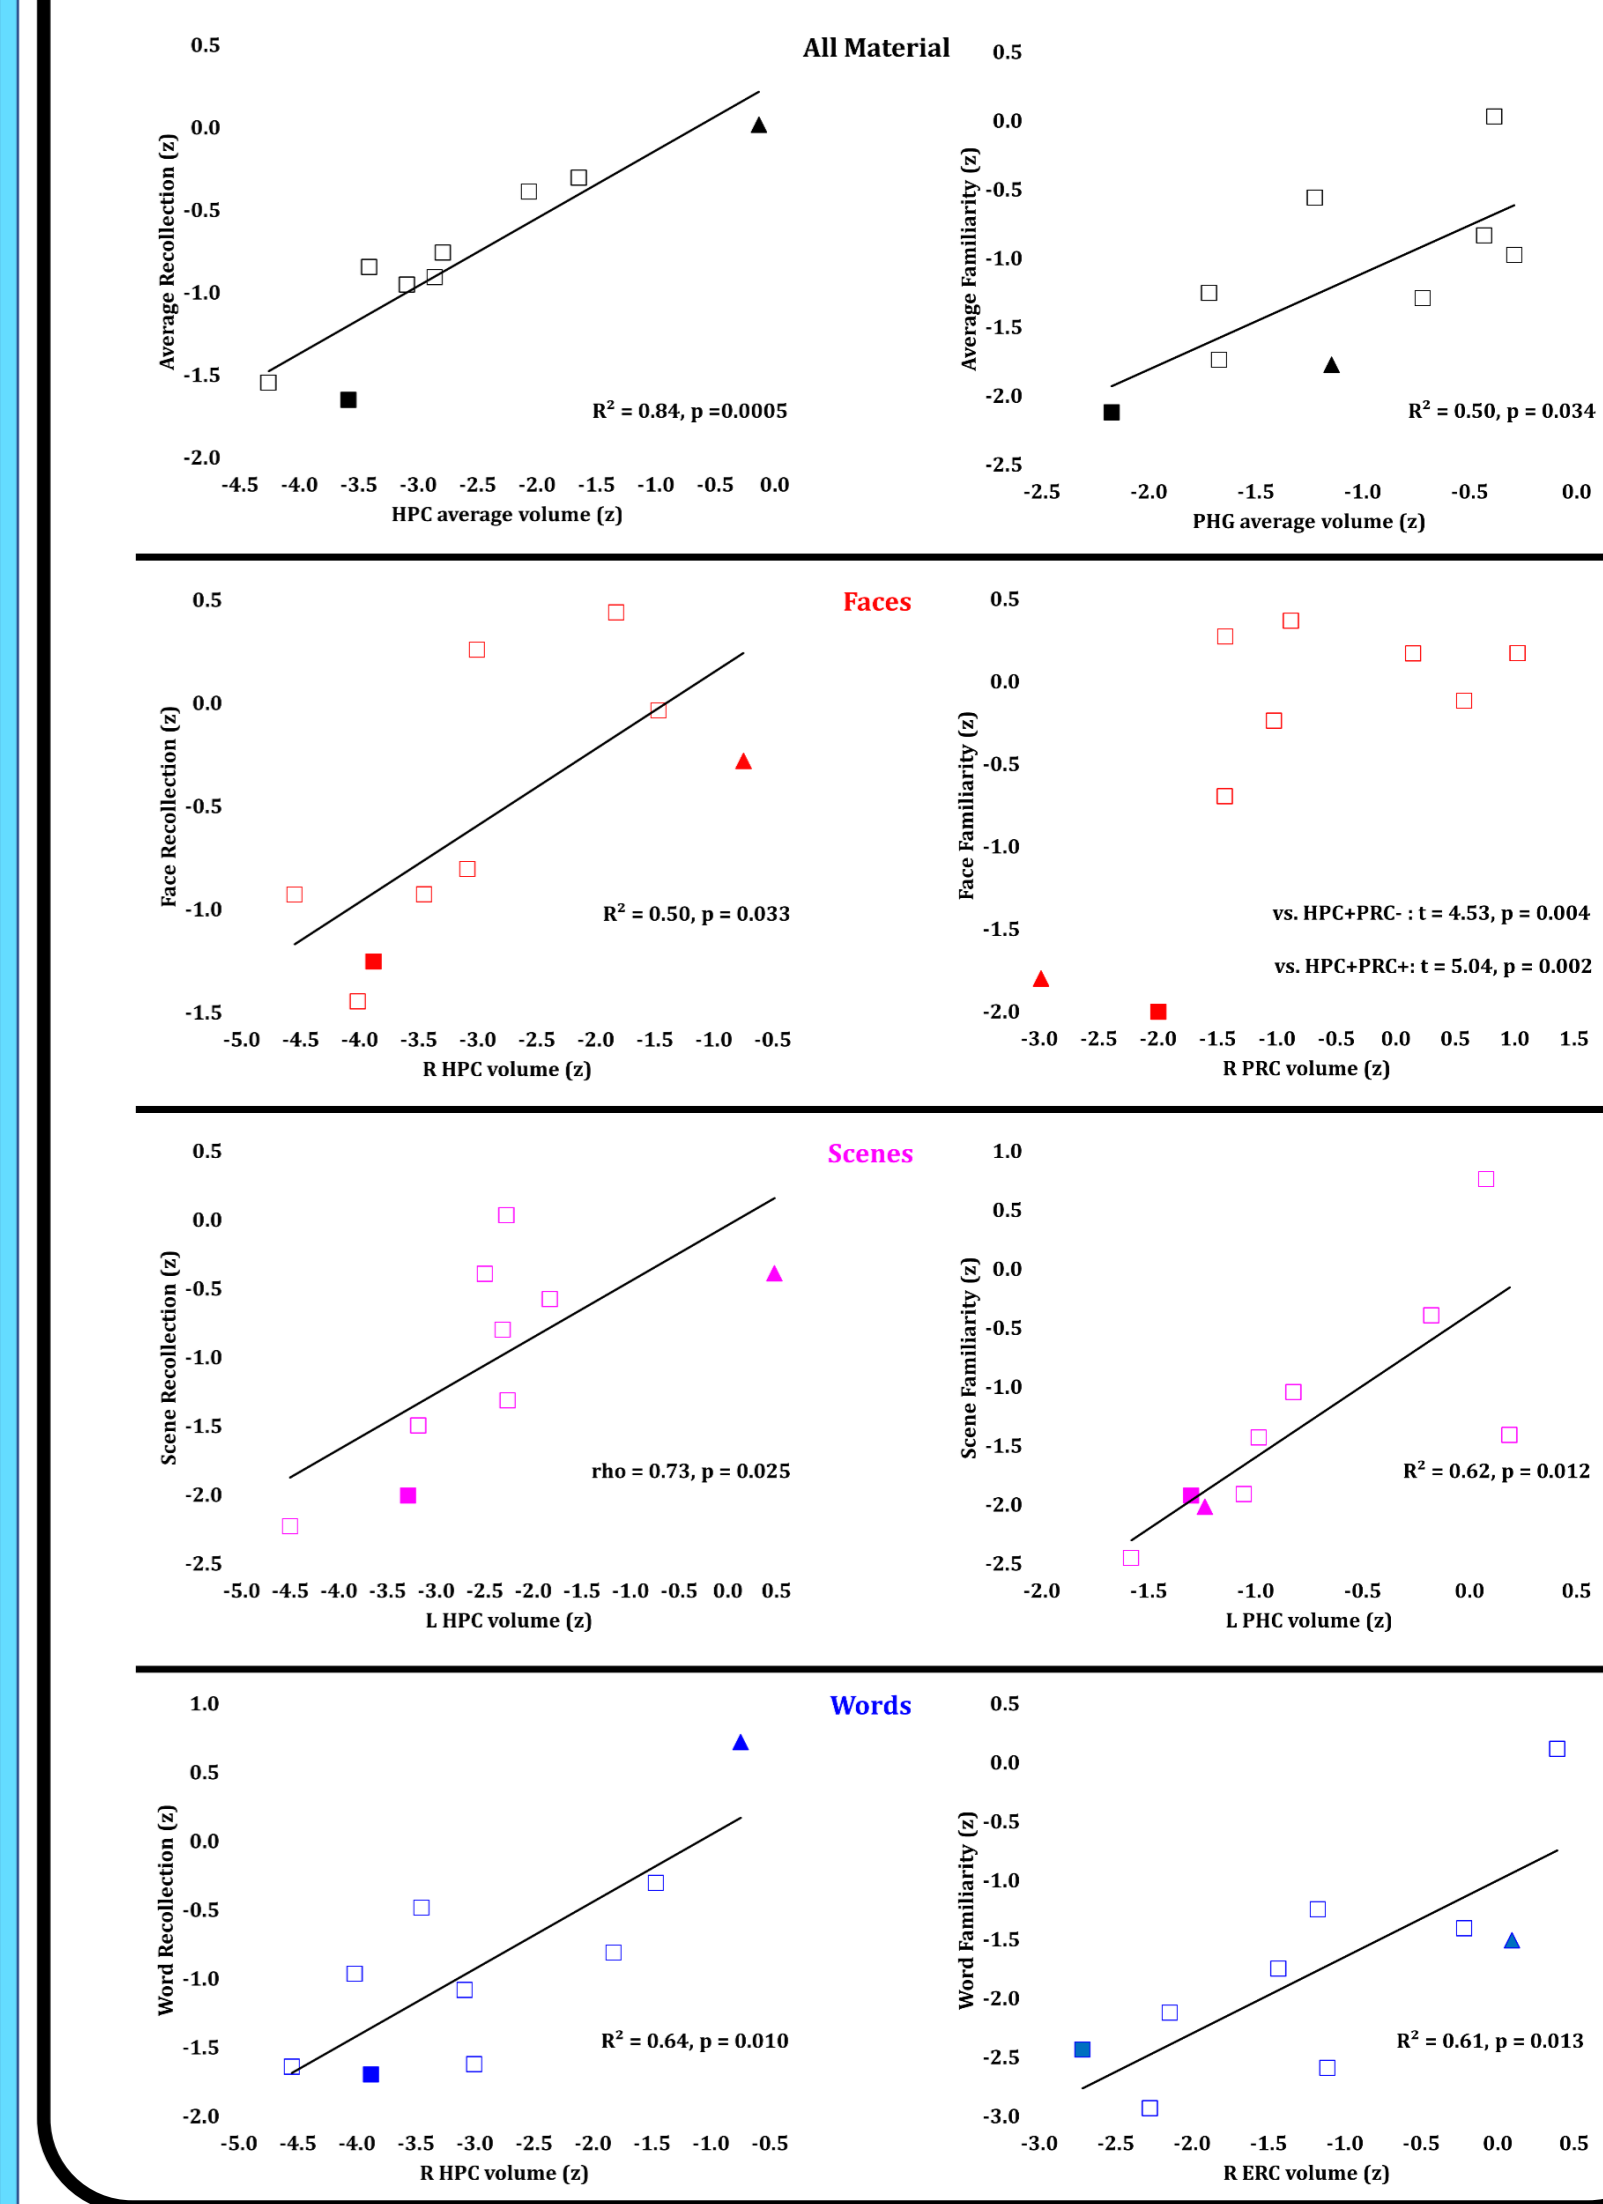 All Material
0.5
0.0
-0.5
-1.0
-1.5
-2.0
Average Recollection (z)
R² = 0.84, p =0.0005
-4.5 -4.0 -3.5 -3.0 -2.5 -2.0 -1.5 -1.0 -0.5 0.0
HPC average volume (z)
0.5
0.0
-0.5
-1.0
-1.5
-2.0
-2.5
Average Familiarity (z)
R² = 0.50, p = 0.034
-2.5 -2.0 -1.5 -1.0 -0.5 0.0
PHG average volume (z)
Faces
0.5
0.0
-0.5
-1.0
-1.5
Face Recollection (z)
R² = 0.50, p = 0.033
-5.0 -4.5 -4.0 -3.5 -3.0 -2.5 -2.0 -1.5 -1.0 -0.5
R HPC volume (z)
0.5
0.0
-0.5
-1.0
-1.5
-2.0
Face Familiarity (z)
vs. HPC+PRC- : t = 4.53, p = 0.004
vs. HPC+PRC+: t = 5.04, p = 0.002
-3.0 -2.5 -2.0 -1.5 -1.0 -0.5 0.0 0.5 1.0 1.5
R PRC volume (z)
Scenes
0.5
0.0
-0.5
-1.0
-1.5
-2.0
-2.5
Scene Recollection (z)
rho = 0.73, p = 0.025
-5.0 -4.5 -4.0 -3.5 -3.0 -2.5 -2.0 -1.5 -1.0 -0.5 0.0 0.5
L HPC volume (z)
1.0
0.5
0.0
-0.5
-1.0
-1.5
-2.0
-2.5
Scene Familiarity (z)
R² = 0.62, p = 0.012
-2.0 -1.5 -1.0 -0.5 0.0 0.5
L PHC volume (z)
Words
1.0
0.5
0.0
-0.5
-1.0
-1.5
-2.0
Word Recollection (z)
R² = 0.64, p = 0.010
-5.0 -4.5 -4.0 -3.5 -3.0 -2.5 -2.0 -1.5 -1.0 -0.5
R HPC volume (z)
0.5
0.0
-0.5
-1.0
-1.5
-2.0
-2.5
-3.0
Word Familiarity (z)
R² = 0.61, p = 0.013
-3.0 -2.5 -2.0 -1.5 -1.0 -0.5 0.0 0.5
R ERC volume (z)